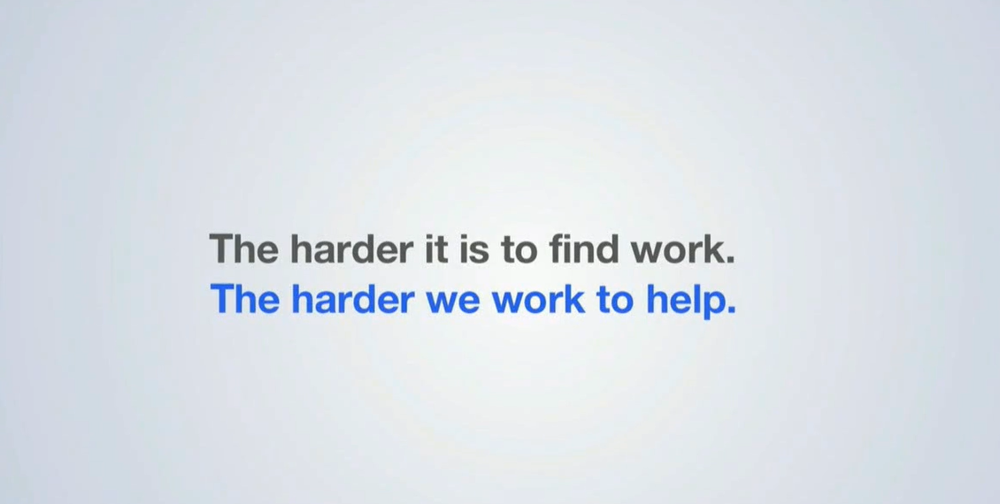 The harder it is to find work.
The harder we work to help.